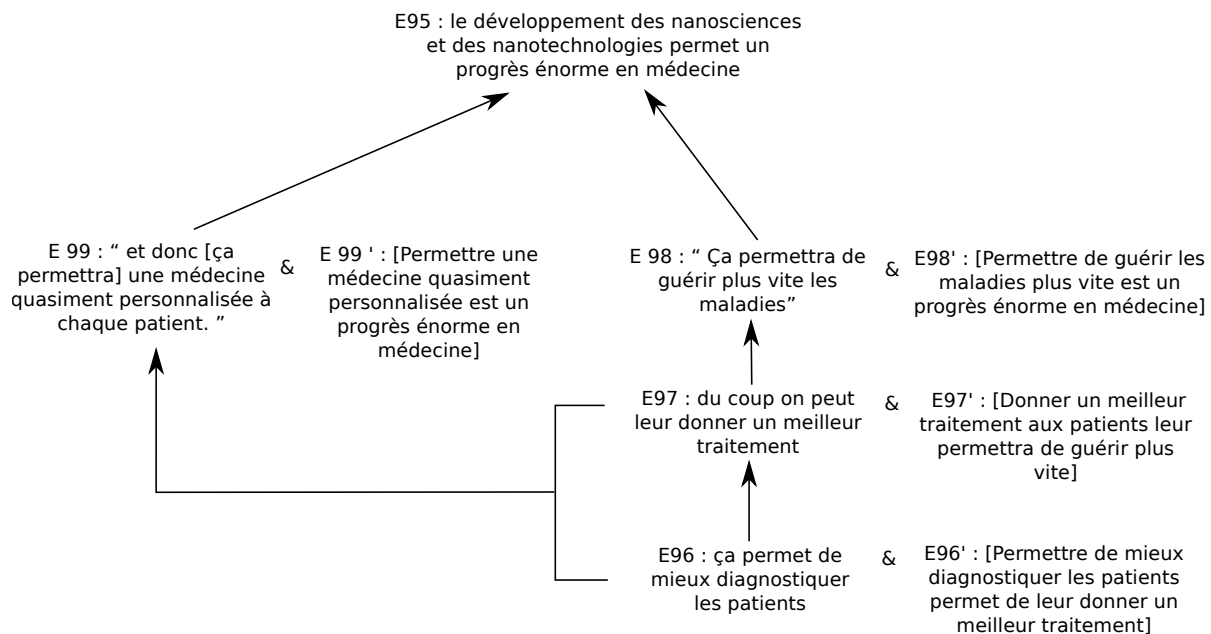 E95 : le développement des nanosciences
et des nanotechnologies permet un
progrès énorme en médecine
E 99 : “ et donc [ça
permettra] une médecine
quasiment personnalisée à
chaque patient. ”
&
E 99 ' : [Permettre une
médecine quasiment
personnalisée est un
progrès énorme en
médecine]
E 98 : “ Ça permettra de
guérir plus vite les
maladies”
&
E98' : [Permettre de guérir les
maladies plus vite est un
progrès énorme en médecine]
E97 : du coup on peut
leur donner un meilleur
traitement
&
E97' : [Donner un meilleur
traitement aux patients leur
permettra de guérir plus
vite]
E96 : ça permet de
mieux diagnostiquer
les patients
&
E96' : [Permettre de mieux
diagnostiquer les patients
permet de leur donner un
meilleur traitement]